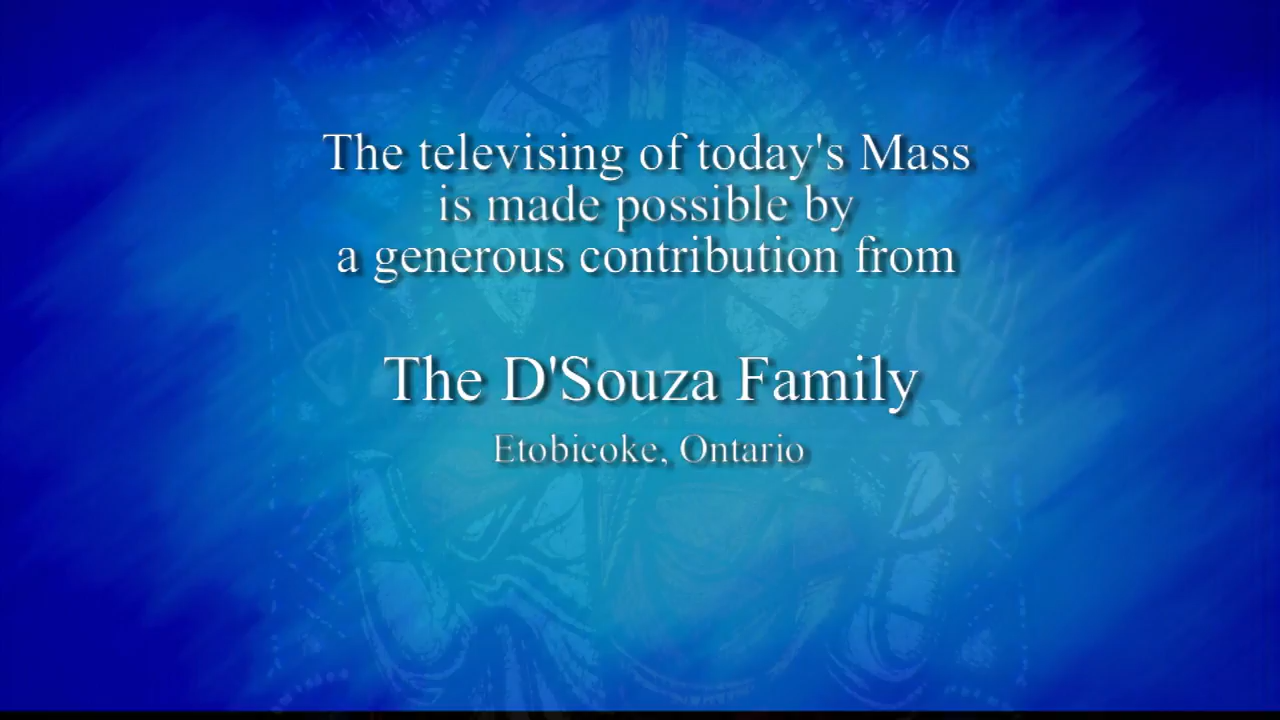 The televising of today's Mass
is made possible by
a generous contribution from
The D'Souza Family
Etobicoke, Ontario